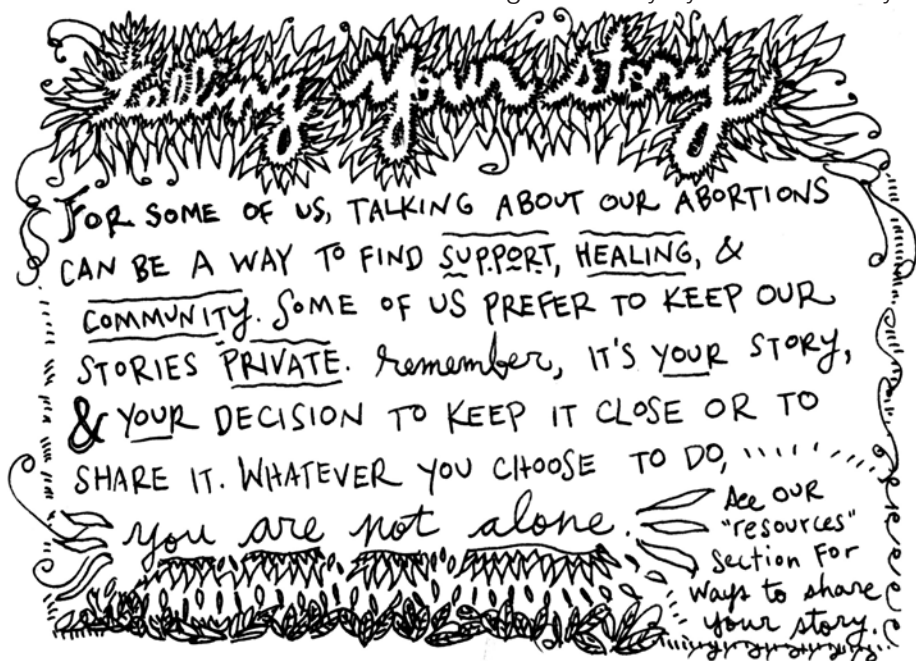 telling your story
FOR SOME OF US, TALKING ABOUT OUR ABORTIONS
CAN BE A WAY TO FIND SUPPORT, HEALING, &
COMMUNITY. SOME OF US PREFER TO KEEP OUR
STORIES PRIVATE. remember, IT'S YOUR STORY,
& YOUR DECISION TO KEEP IT CLOSE OR TO
SHARE IT. WHATEVER YOU CHOOSE TO DO,
you are not alone.
See OUR
"resources"
Section FOR
ways to share
your story.